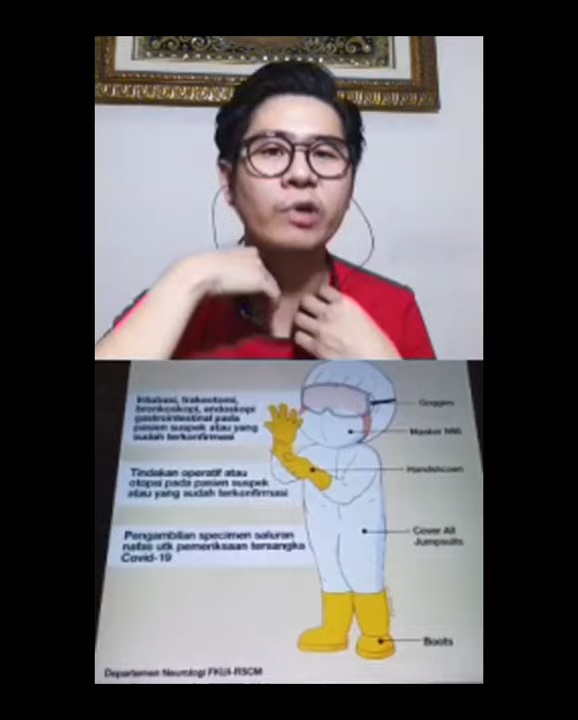 Intubasi, trakeostomi,
bronkoskopi, endoskopi
gastrointestinal pada
pasien suspek atau yang
sudah terkonfirmasi
Tindakan operatif atau
otopsi pada pasien suspek
atau yang sudah terkonfirmasi
Pengambilan specimen saluran
nafas utk pemeriksaan tersangka
Covid-19
Goggles
Masker N95
Handschoen
Cover All
Jumpsuits
Boots
Departemen Neurologi FKUI-RSCM